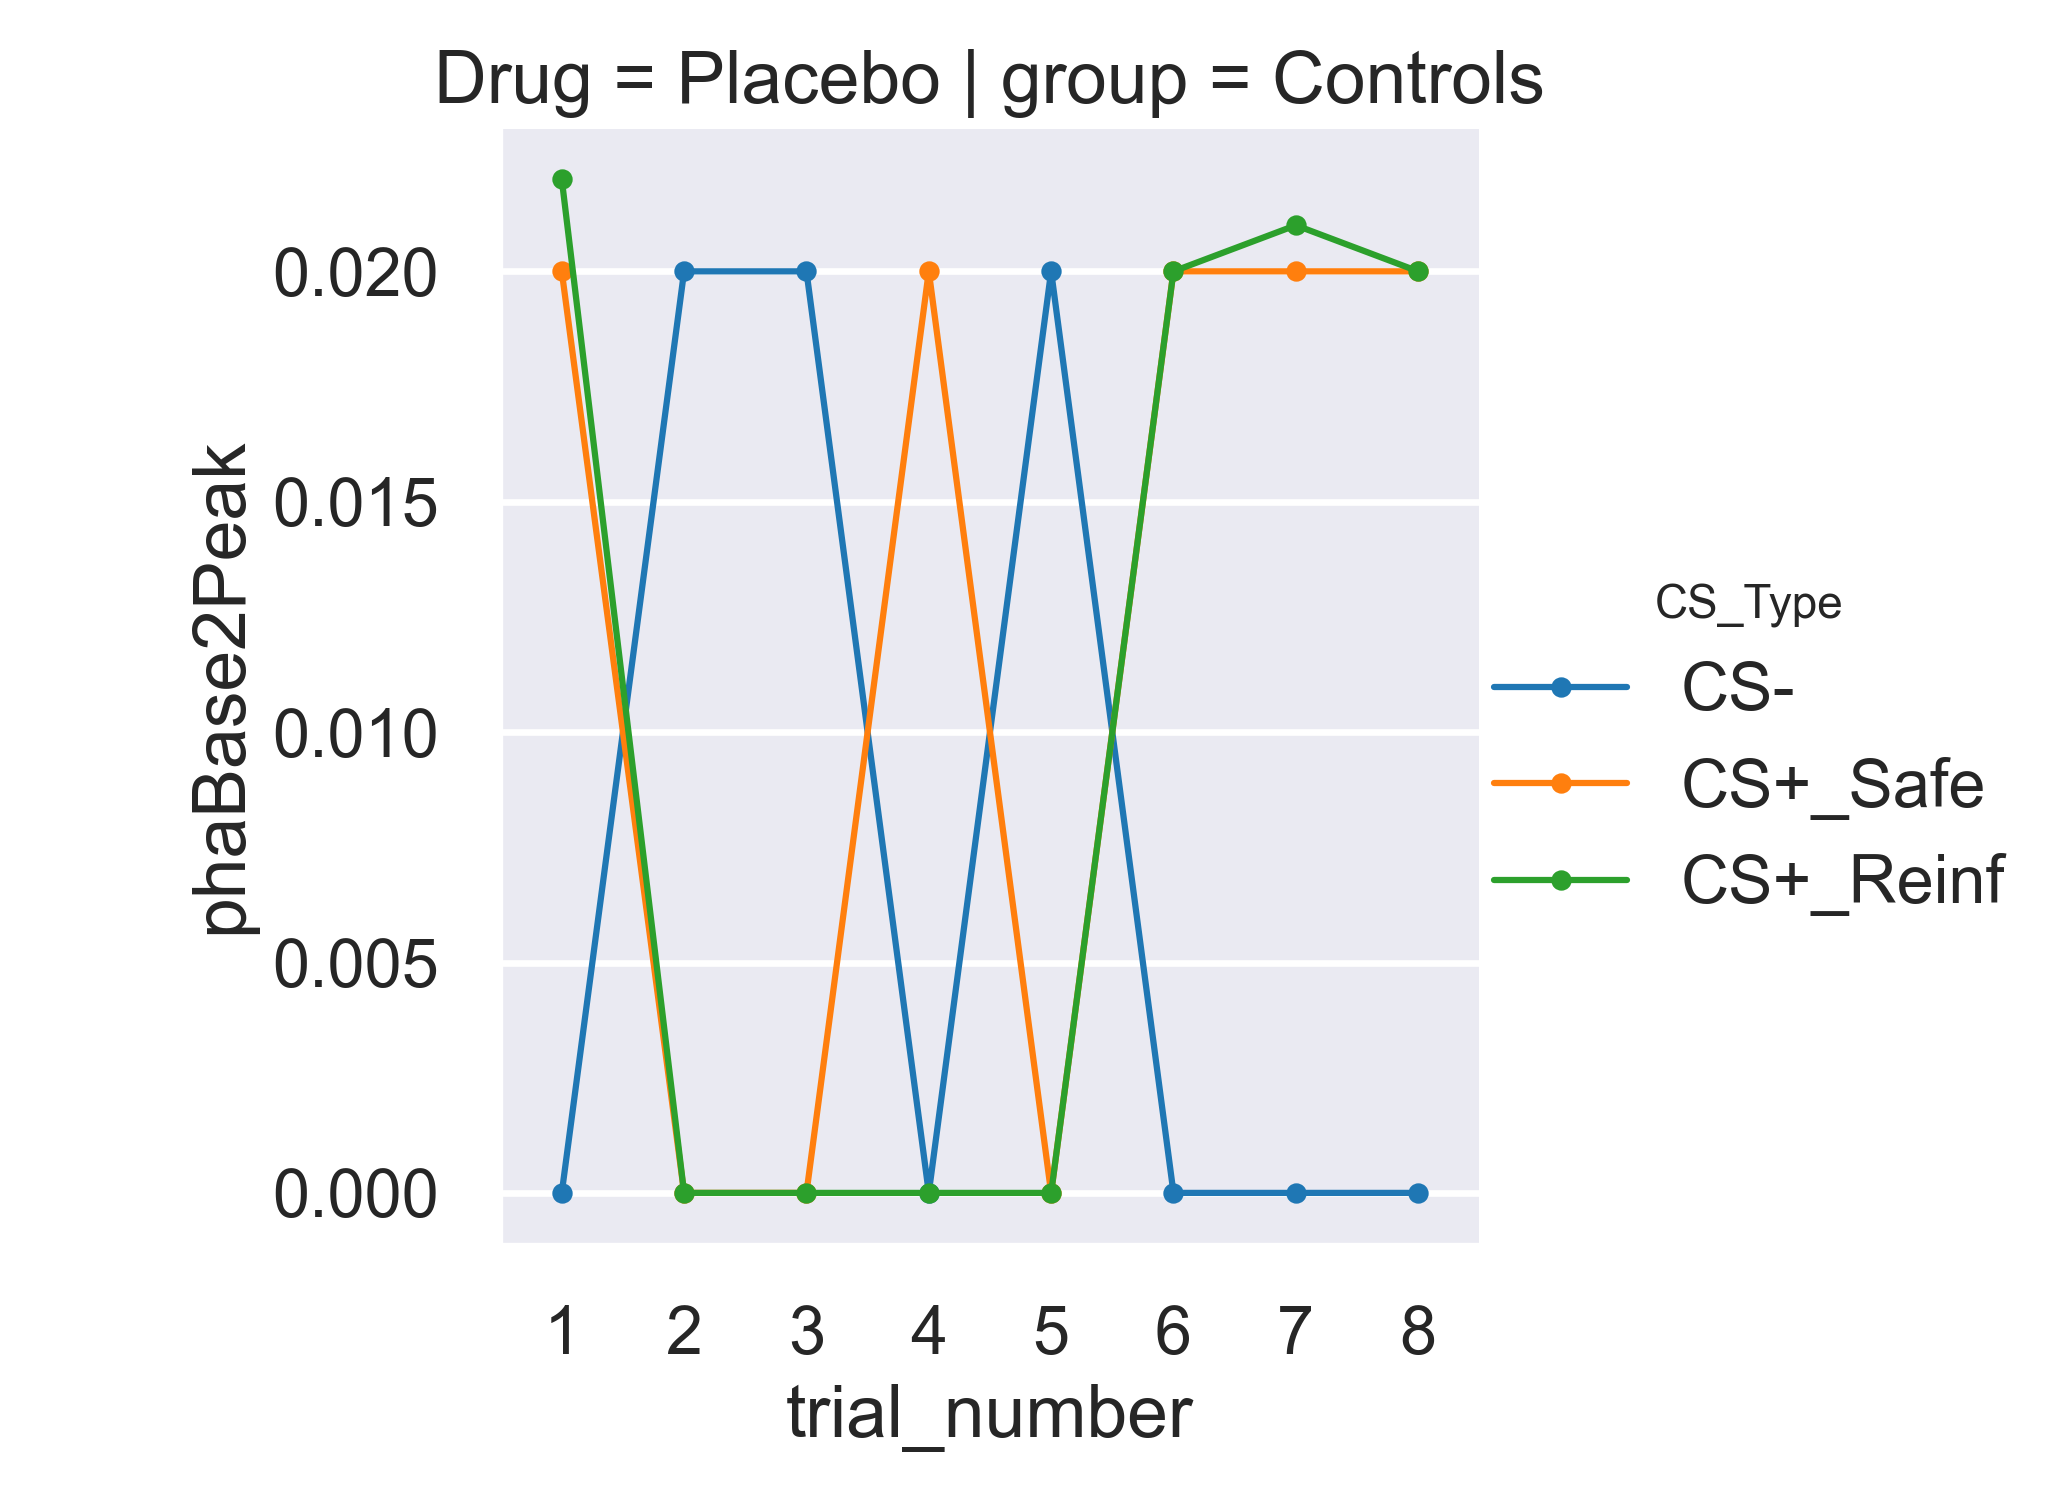 Drug = Placebo | group = Controls
phaBase2Peak
0.020
0.015
0.010
0.005
0.000
1 2 3 4 5 6 7 8
trial_number
CS_Type
CS-
CS+_Safe
CS+_Reinf